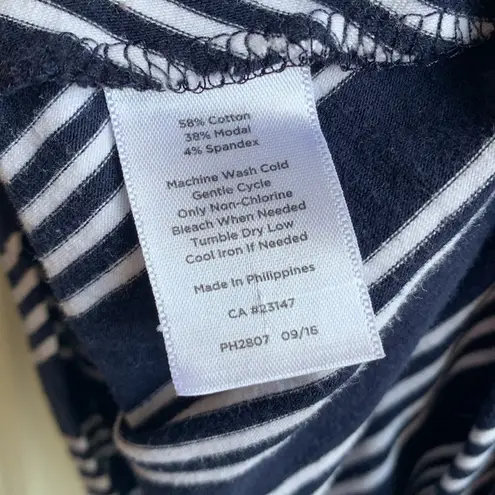 58% Cotton
38% Modal
4% Spandex
Machine Wash Cold
Gentle Cycle
Only Non-Chlorine
Bleach When Needed
Tumble Dry Low
Cool Iron If Needed
Made In Philippines
CA #23147
PH2807 09/16